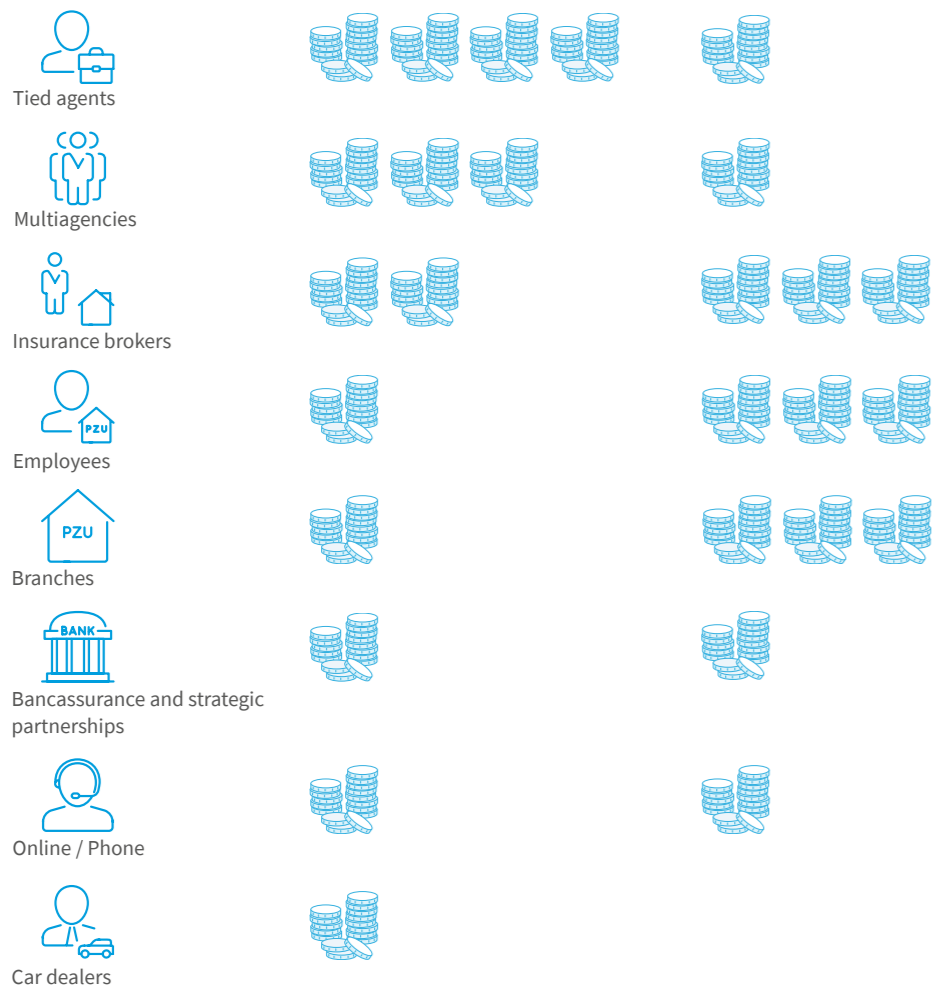 Tied agents
Multiagencies
Insurance brokers
PZU
Employees
PZU
Branches
BANK
Bancassurance and strategic
partnerships
Online / Phone
Car dealers